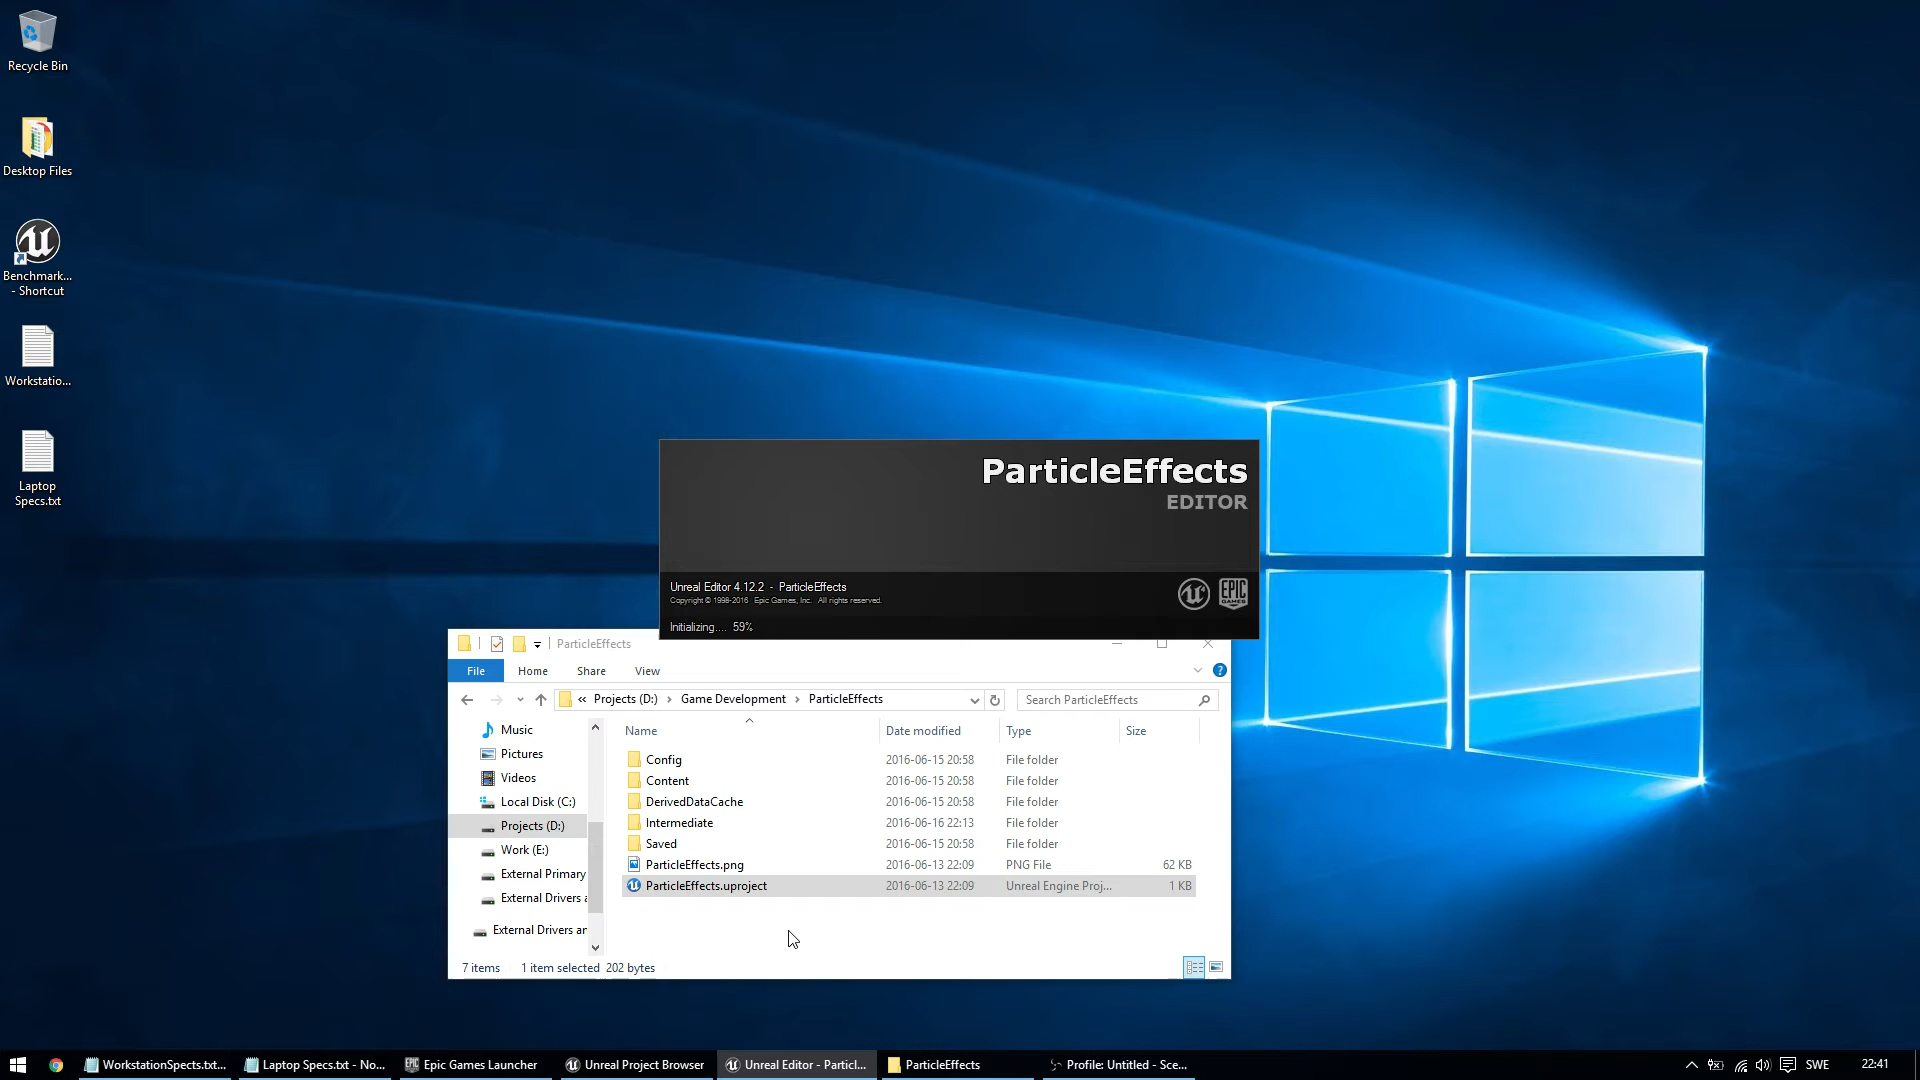 Recycle Bin
Desktop Files
Benchmark...
- Shortcut
Workstatio...
Laptop
Specs.txt
ParticleEffects
EDITOR
Unreal Editor 4.12.2 - ParticleEffects
Copyright © 1998-2016 Epic Games, Inc. All rights reserved.
EPIC
GAMES
Initializing.... 59%
ParticleEffects
File Home Share View
« Projects (D:) › Game Development › ParticleEffects
Search ParticleEffects
Music
Pictures
Videos
Local Disk (C:)
Projects (D:)
Work (E:)
External Primary
External Drivers a
External Drivers an
Name Date modified Type Size
Config 2016-06-15 20:58 File folder
Content 2016-06-15 20:58 File folder
DerivedDataCache 2016-06-15 20:58 File folder
Intermediate 2016-06-16 22:13 File folder
Saved 2016-06-15 20:58 File folder
ParticleEffects.png 2016-06-13 22:09 PNG File 62 KB
ParticleEffects.uproject 2016-06-13 22:09 Unreal Engine Proj... 1 KB
7 items 1 item selected 202 bytes
WorkstationSpects.txt... Laptop Specs.txt - No... Epic Games Launcher Unreal Project Browser Unreal Editor - Particl... ParticleEffects Profile: Untitled - Sce... SWE 22:41